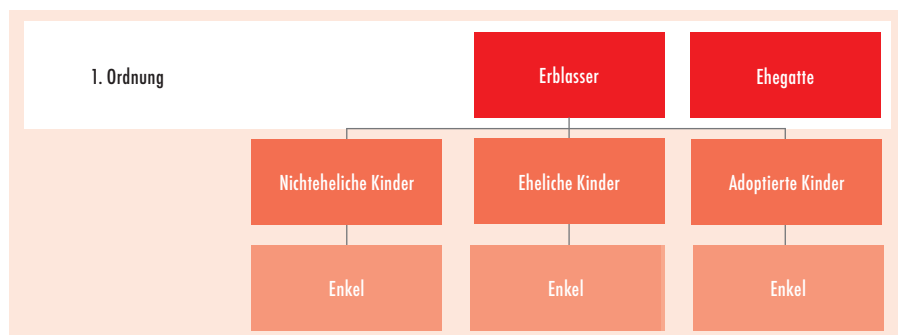 1. Ordnung
Erblasser
Ehegatte
Nichteheliche Kinder
Eheliche Kinder
Adoptierte Kinder
Enkel
Enkel
Enkel